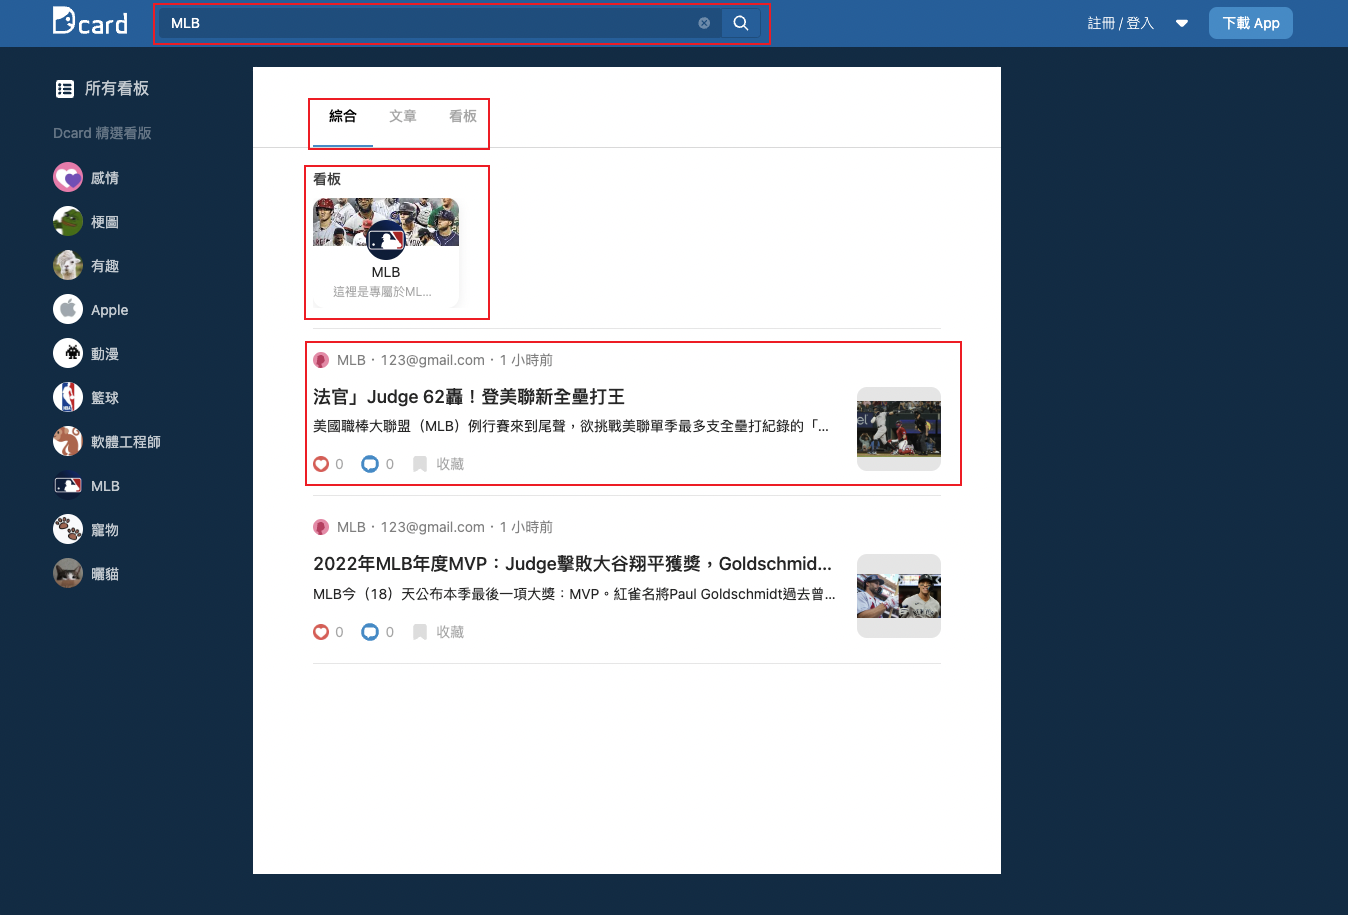 Dcard
MLB
註冊 / 登入
下載 App
所有看板
Dcard 精選看版
感情
梗圖
有趣
Apple
動漫
籃球
軟體工程師
MLB
寵物
曬貓
綜合 文章 看板
看板
MLB
這裡是專屬於ML...
MLB · 123@gmail.com · 1 小時前
法官」Judge 62轟！登美聯新全壘打王
美國職棒大聯盟（MLB）例行賽來到尾聲，欲挑戰美聯單季最多支全壘打紀錄的「...
0 0 收藏
MLB · 123@gmail.com · 1 小時前
2022年MLB年度MVP：Judge擊敗大谷翔平獲獎，Goldschmid...
MLB今（18）天公布本季最後一項大獎：MVP。紅雀名將Paul Goldschmidt過去曾...
0 0 收藏